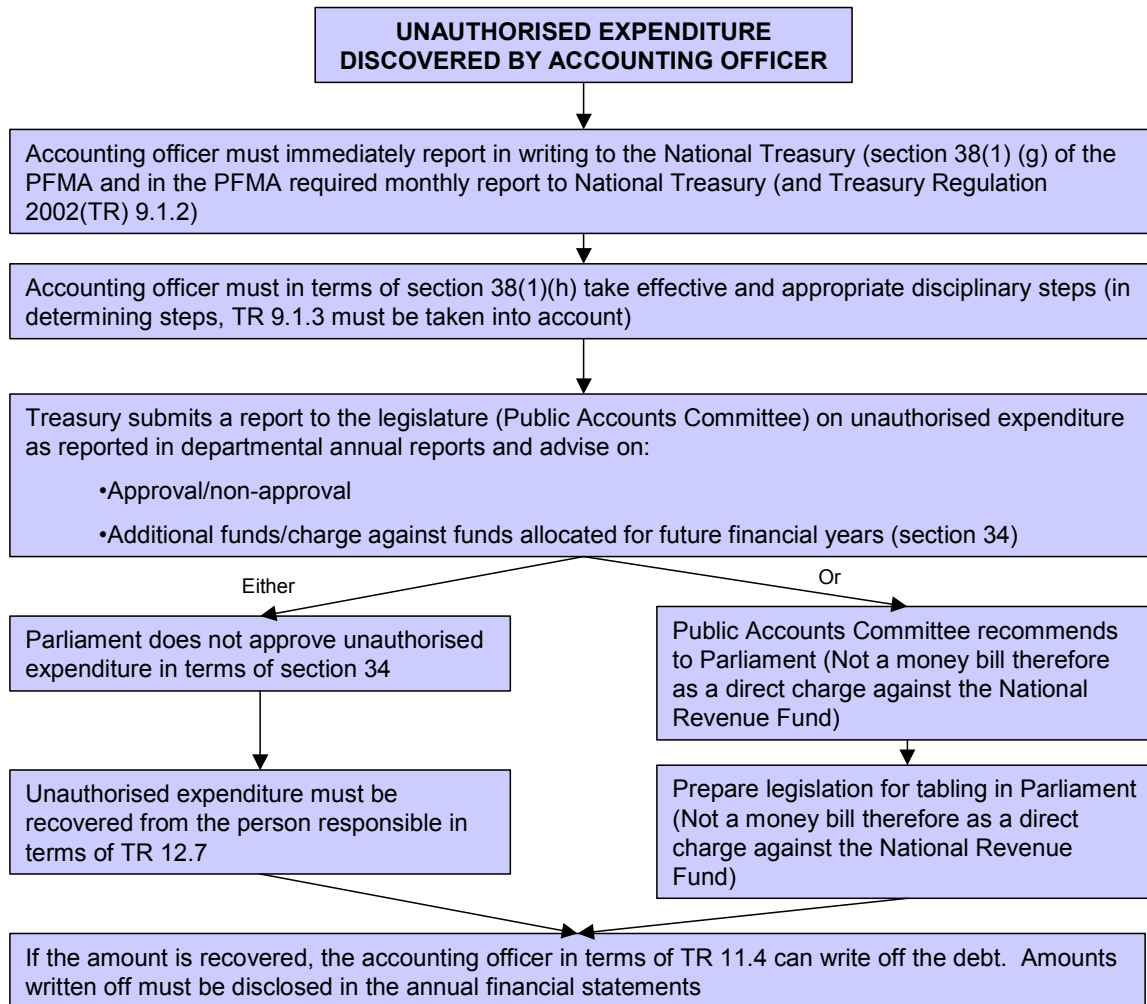 UNAUTHORISED EXPENDITURE
DISCOVERED BY ACCOUNTING OFFICER
Accounting officer must immediately report in writing to the National Treasury (section 38(1) (g) of the
PFMA and in the PFMA required monthly report to National Treasury (and Treasury Regulation
2002(TR) 9.1.2)
Accounting officer must in terms of section 38(1)(h) take effective and appropriate disciplinary steps (in
determining steps, TR 9.1.3 must be taken into account)
Treasury submits a report to the legislature (Public Accounts Committee) on unauthorised expenditure
as reported in departmental annual reports and advise on:
•Approval/non-approval
•Additional funds/charge against funds allocated for future financial years (section 34)
Either
Or
Parliament does not approve unauthorised
expenditure in terms of section 34
Unauthorised expenditure must be
recovered from the person responsible in
terms of TR 12.7
Public Accounts Committee recommends
to Parliament (Not a money bill therefore
as a direct charge against the National
Revenue Fund)
Prepare legislation for tabling in Parliament
(Not a money bill therefore as a direct
charge against the National Revenue
Fund)
If the amount is recovered, the accounting officer in terms of TR 11.4 can write off the debt.  Amounts
written off must be disclosed in the annual financial statements